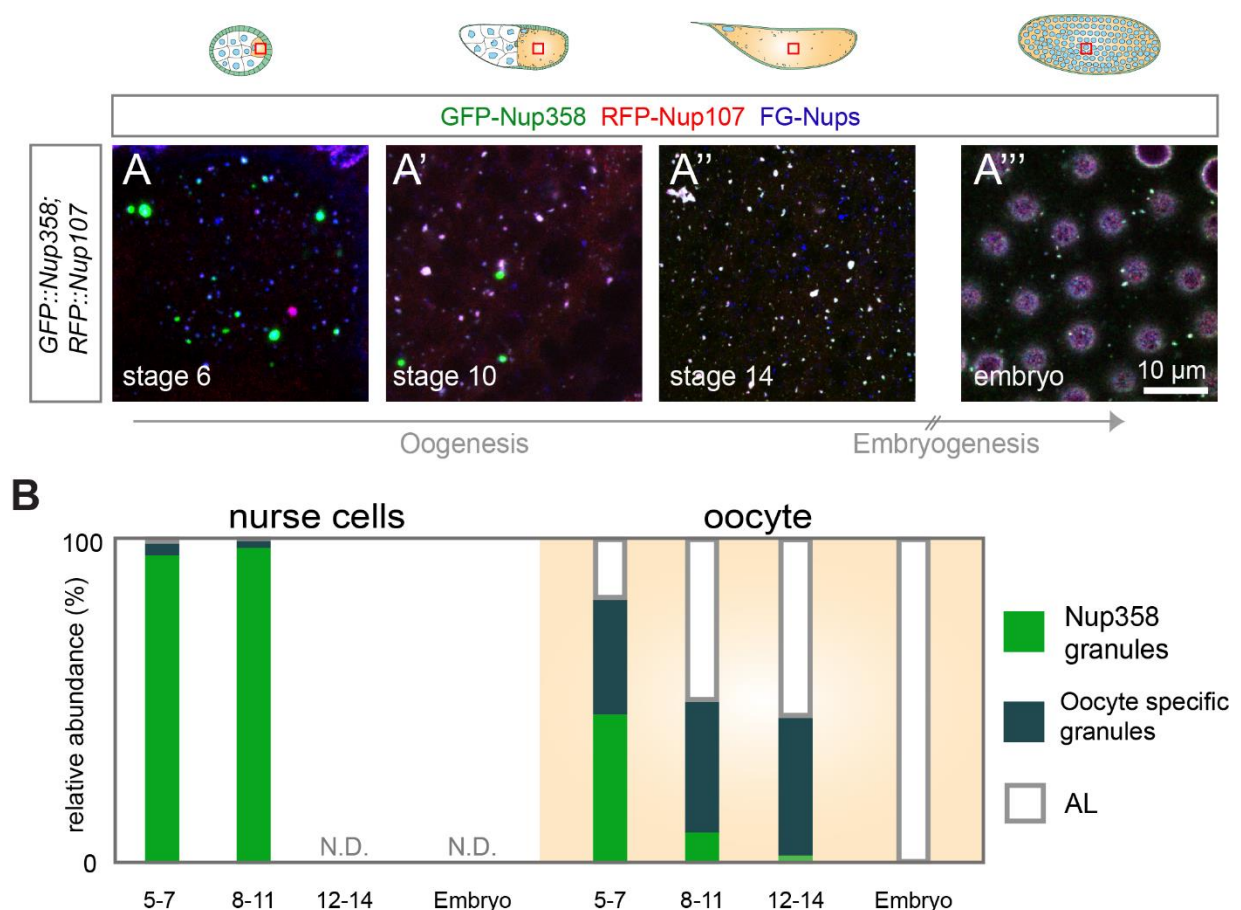 GFP-Nup358 RFP-Nup107 FG-Nups
GFP::Nup358;
RFP::Nup107
A
A'
A''
A'''
stage 6
stage 10
stage 14
embryo
10 µm
Oogenesis
Embryogenesis
B
nurse cells
oocyte
100
relative abundance (%)
0
N.D.
N.D.
5-7
8-11
12-14
Embryo
5-7
8-11
12-14
Embryo
Nup358
granules
Oocyte specific
granules
AL